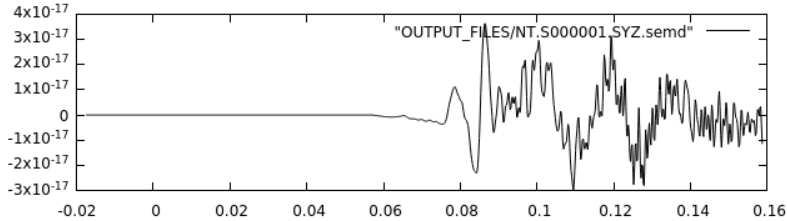 4x10-17
3x10-17
2x10-17
1x10-17
0
-1x10-17
-2x10-17
-3x10-17
"OUTPUT_FILES/NT.S000001.SYZ.semd"
-0.02 0 0.02 0.04 0.06 0.08 0.1 0.12 0.14 0.16